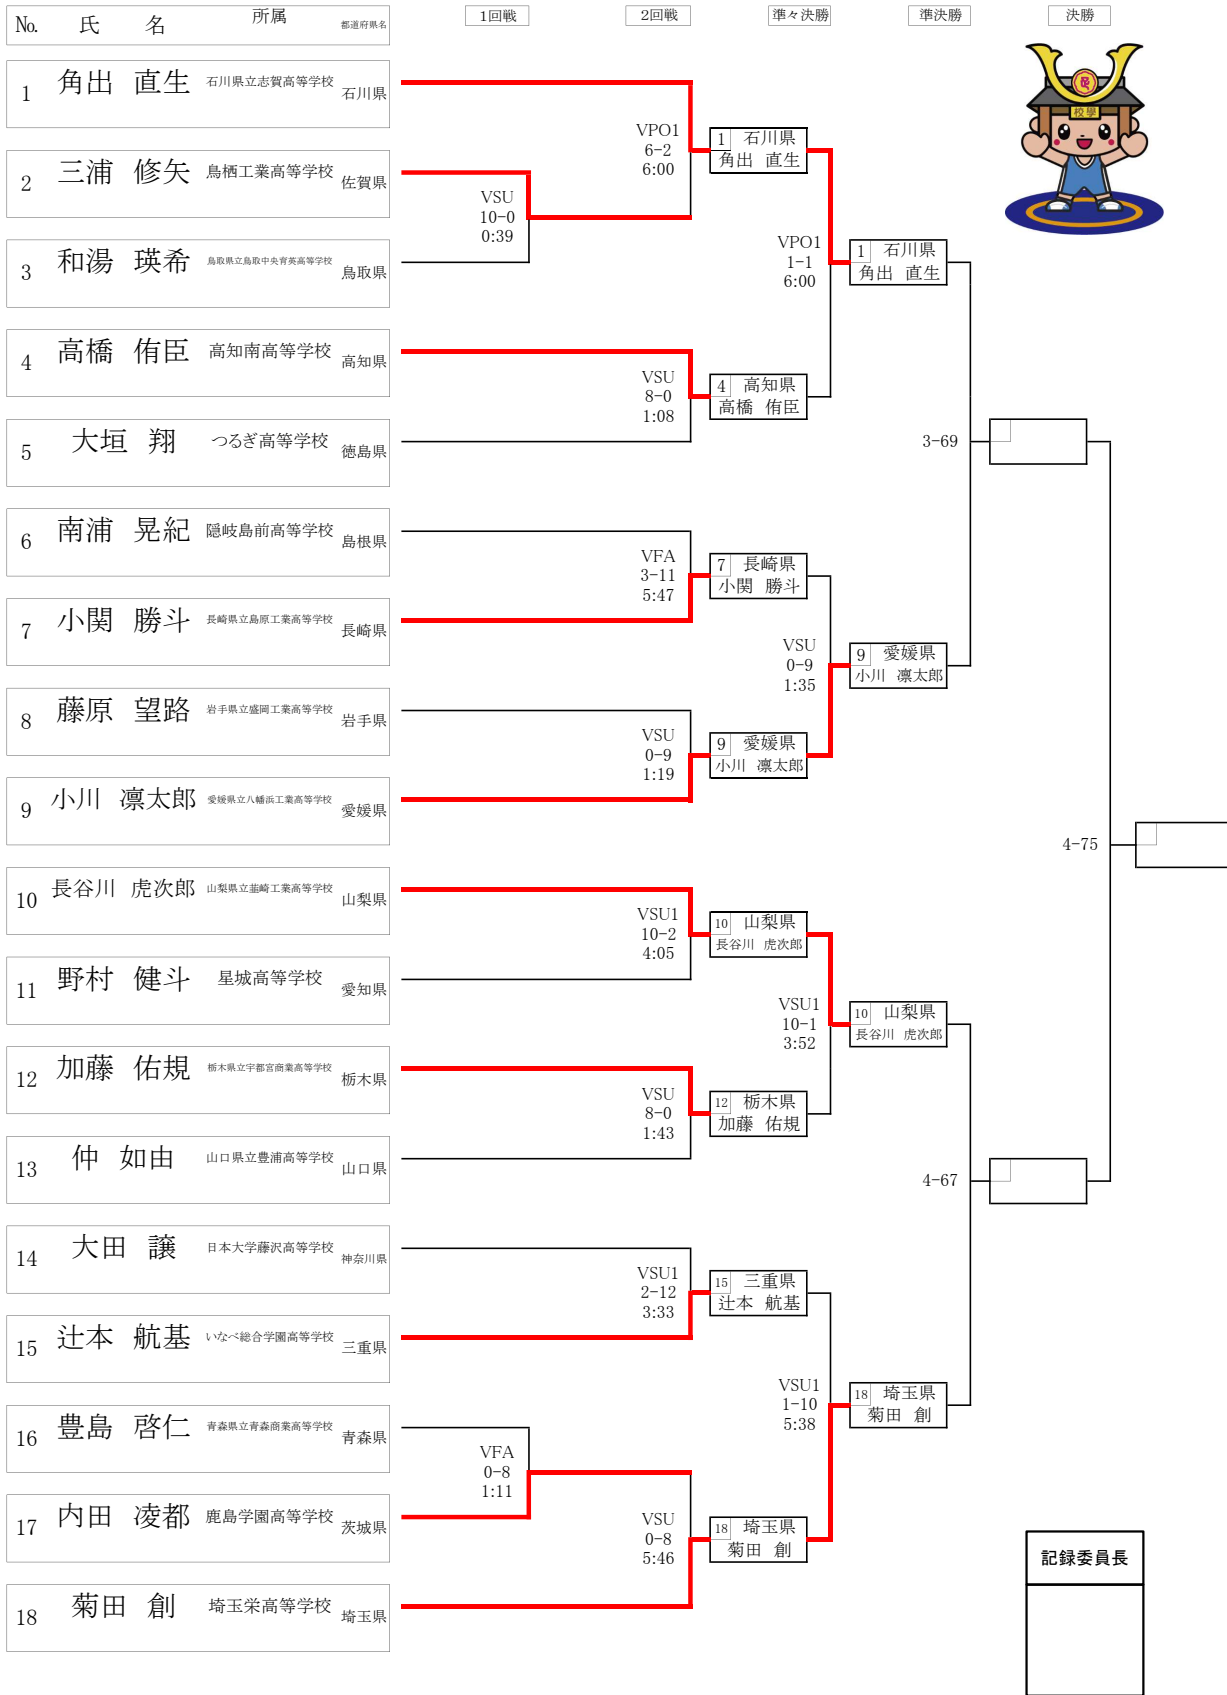 No. 氏 名 所属 都道府県名 1回戦 2回戦 準々決勝 準決勝 決勝
1 角出 直生 石川県立志賀高等学校 石川県
2 三浦 修矢 鳥栖工業高等学校 佐賀県
3 和湯 瑛希 鳥取県立鳥取中央育英高等学校 鳥取県
4 高橋 侑臣 高知南高等学校 高知県
5 大垣 翔 つるぎ高等学校 徳島県
6 南浦 晃紀 隠岐島前高等学校 島根県
7 小関 勝斗 長崎県立島原工業高等学校 長崎県
8 藤原 望路 岩手県立盛岡工業高等学校 岩手県
9 小川 凛太郎 愛媛県立八幡浜工業高等学校 愛媛県
10 長谷川 虎次郎 山梨県立韮崎工業高等学校 山梨県
11 野村 健斗 星城高等学校 愛知県
12 加藤 佑規 栃木県立宇都宮商業高等学校 栃木県
13 仲 如由 山口県立豊浦高等学校 山口県
14 大田 譲 日本大学藤沢高等学校 神奈川県
15 辻本 航基 いなべ総合学園高等学校 三重県
16 豊島 啓仁 青森県立青森商業高等学校 青森県
17 内田 凌都 鹿島学園高等学校 茨城県
18 菊田 創 埼玉栄高等学校 埼玉県
VSU
10-0
0:39
VFA
0-8
1:11
VPO1
6-2
6:00
VSU
8-0
1:08
VFA
3-11
5:47
VSU
0-9
1:19
VSU1
10-2
4:05
VSU
8-0
1:43
VSU1
2-12
3:33
VSU
0-8
5:46
1 石川県
角出 直生
4 高知県
高橋 侑臣
7 長崎県
小関 勝斗
9 愛媛県
小川 凛太郎
10 山梨県
長谷川 虎次郎
12 栃木県
加藤 佑規
15 三重県
辻本 航基
18 埼玉県
菊田 創
VPO1
1-1
6:00
VSU
0-9
1:35
VSU1
10-1
3:52
VSU1
1-10
5:38
1 石川県
角出 直生
9 愛媛県
小川 凛太郎
10 山梨県
長谷川 虎次郎
18 埼玉県
菊田 創
3-69
4-67
4-75
校學
記録委員長